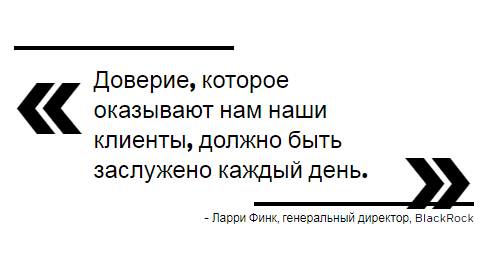 « Доверие, которое
оказывают нам наши
клиенты, должно быть
заслужено каждый день. »
- Ларри Финк, генеральный директор, BlackRock